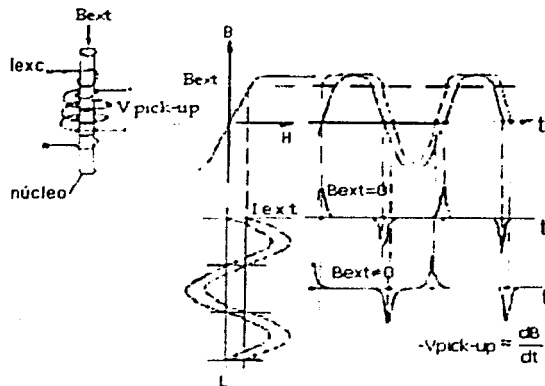 Bext
Iexc
V pick-up
núcleo
B
Bext
H
t
Iext
Bext=0
t
Bext≠0
t
-Vpick-up ≈ dB
dt
L